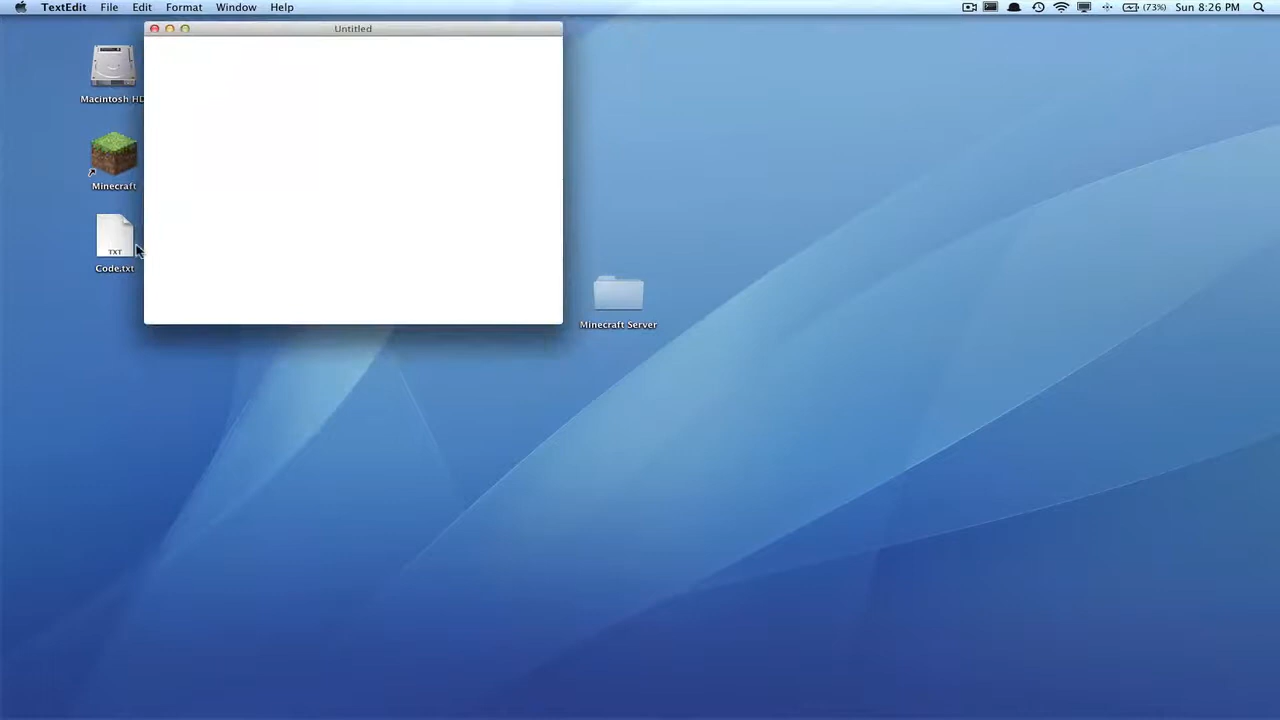 TextEdit File Edit Format Window Help (73%) Sun 8:26 PM
Untitled
Macintosh HD
Minecraft
TXT
Code.txt
Minecraft Server